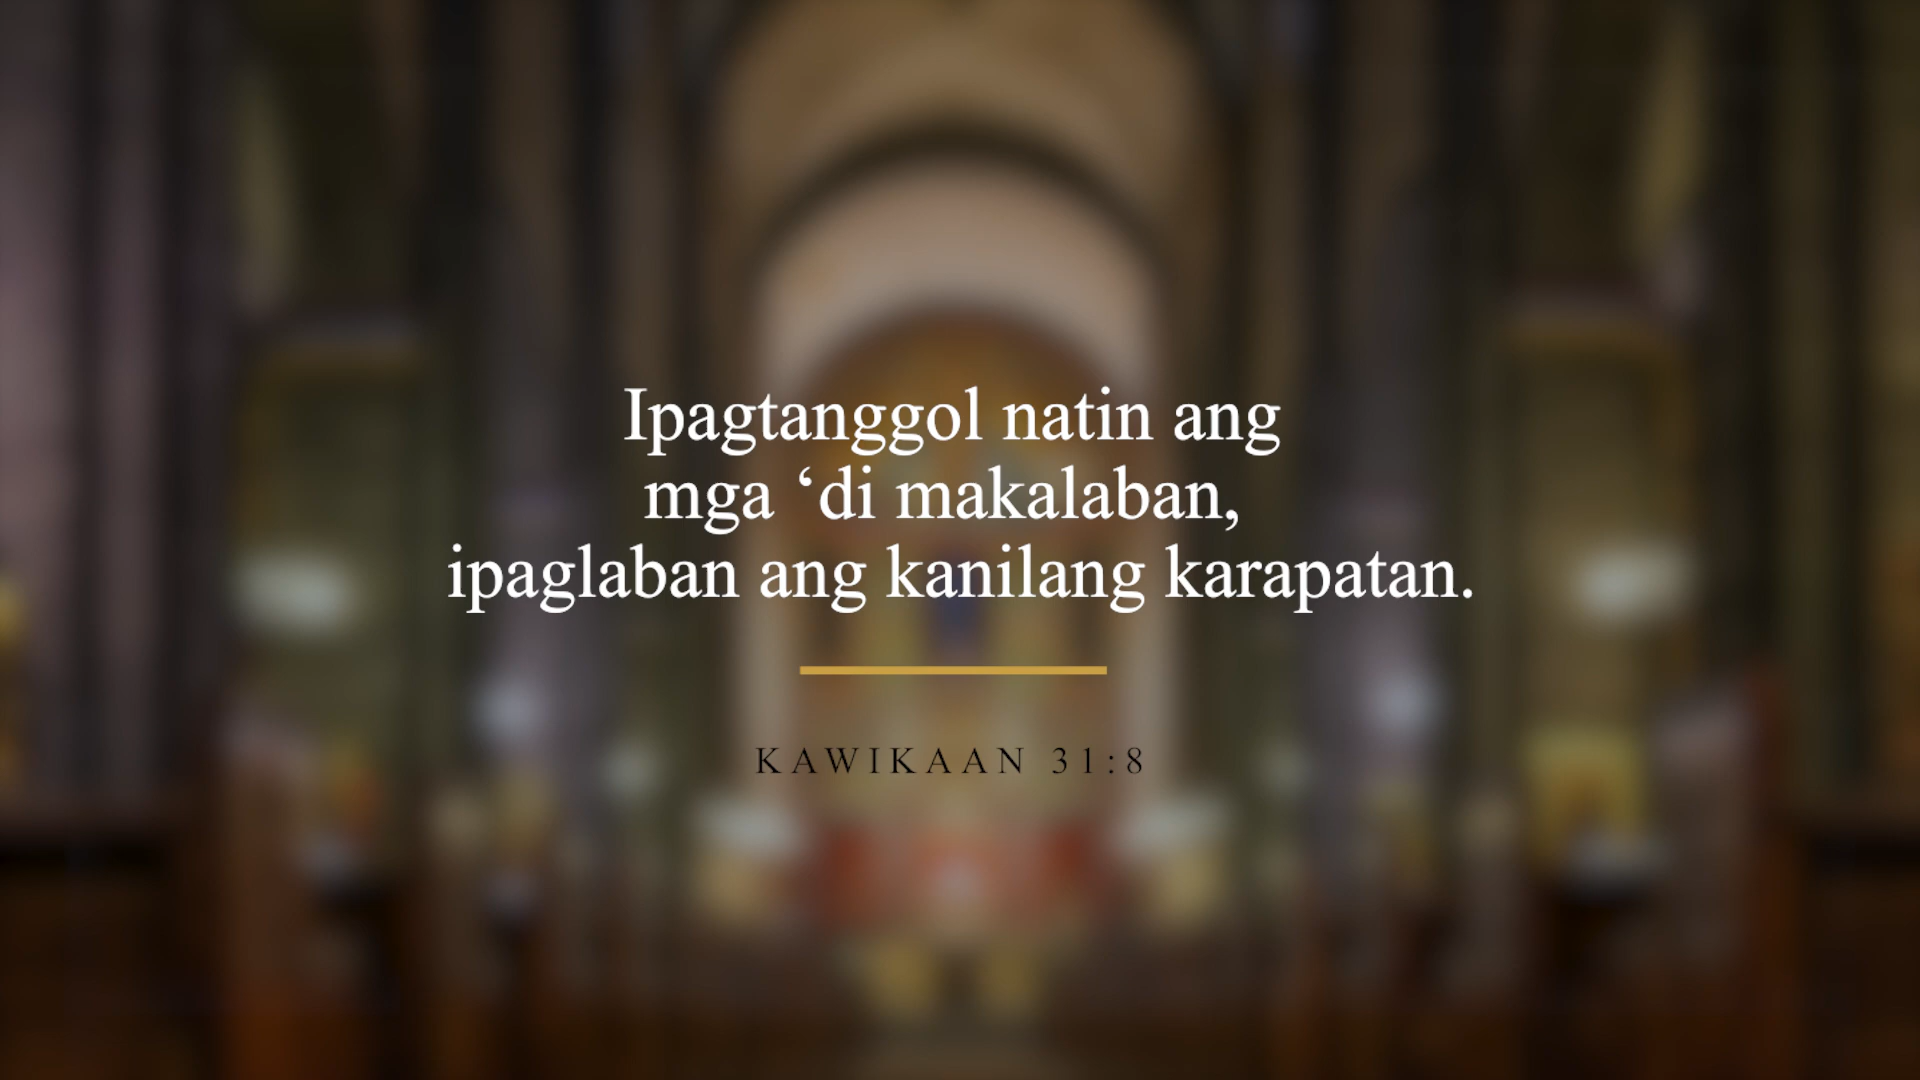 Ipagtanggol natin ang
mga ‘di makalaban,
ipaglaban ang kanilang karapatan.
KAWIKAAN 31:8